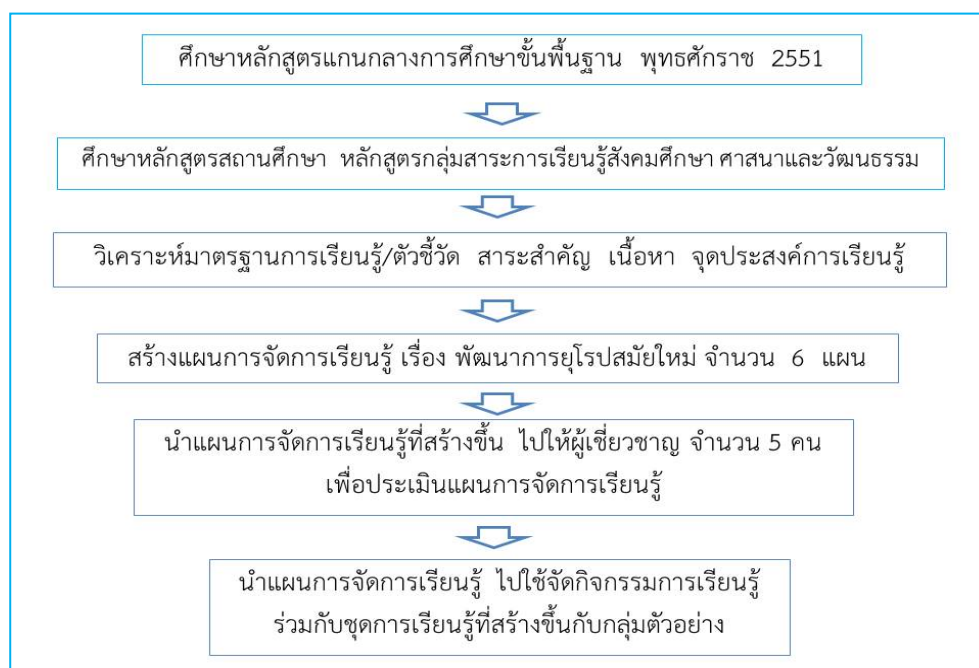 ศึกษาหลักสูตรแกนกลางการศึกษาขั้นพื้นฐาน พุทธศักราช 2551
ศึกษาหลักสูตรสถานศึกษา หลักสูตรกลุ่มสาระการเรียนรู้สังคมศึกษา ศาสนาและวัฒนธรรม
วิเคราะห์มาตรฐานการเรียนรู้/ตัวชี้วัด สาระสำคัญ เนื้อหา จุดประสงค์การเรียนรู้
สร้างแผนการจัดการเรียนรู้ เรื่อง พัฒนาการยุโรปสมัยใหม่ จำนวน 6 แผน
นำแผนการจัดการเรียนรู้ที่สร้างขึ้น ไปให้ผู้เชี่ยวชาญ จำนวน 5 คน
เพื่อประเมินแผนการจัดการเรียนรู้
นำแผนการจัดการเรียนรู้ ไปใช้จัดกิจกรรมการเรียนรู้
ร่วมกับชุดการเรียนรู้ที่สร้างขึ้นกับกลุ่มตัวอย่าง